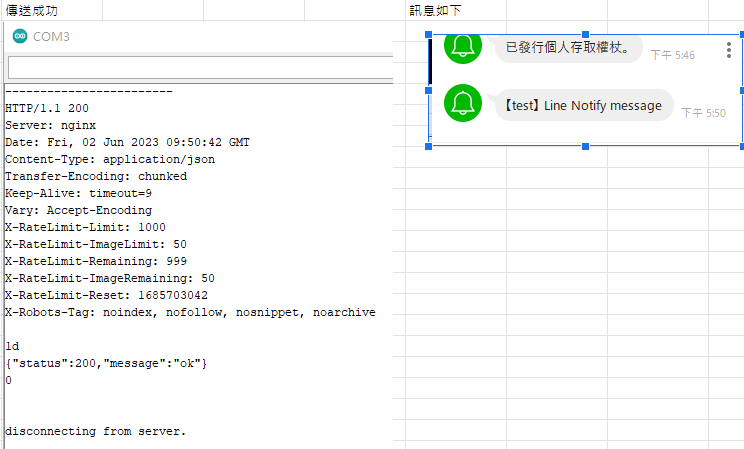 傳送成功
COM3
------------------------
HTTP/1.1 200
Server: nginx
Date: Fri, 02 Jun 2023 09:50:42 GMT
Content-Type: application/json
Transfer-Encoding: chunked
Keep-Alive: timeout=9
Vary: Accept-Encoding
X-RateLimit-Limit: 1000
X-RateLimit-ImageLimit: 50
X-RateLimit-Remaining: 999
X-RateLimit-ImageRemaining: 50
X-RateLimit-Reset: 1685703042
X-Robots-Tag: noindex, nofollow, nosnippet, noarchive
1d
{"status":200,"message":"ok"}
0
disconnecting from server.
訊息如下
已發行個人存取權杖。 下午 5:46
【test】 Line Notify message 下午 5:50